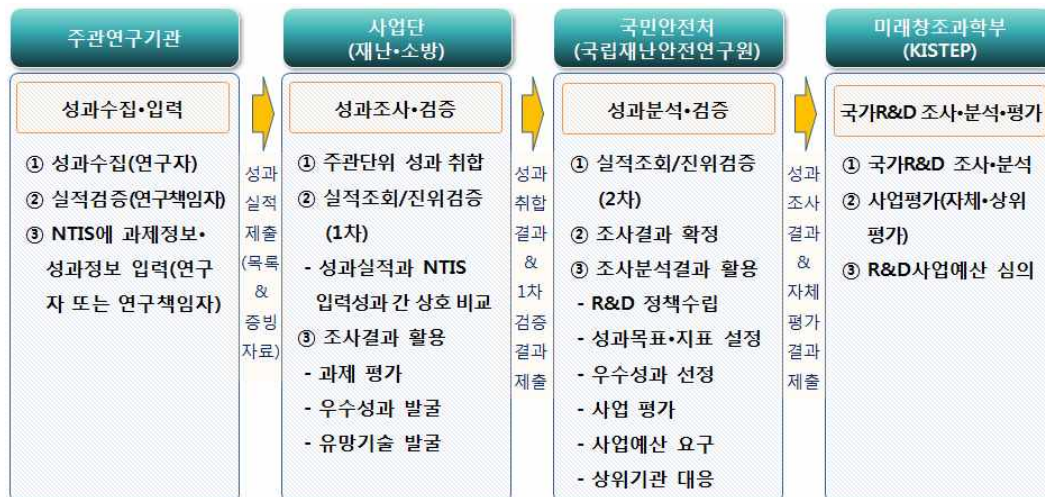 주관연구기관
성과수집•입력
① 성과수집(연구자)
② 실적검증(연구책임자)
③ NTIS에 과제정보•
성과정보 입력(연구
자 또는 연구책임자)
성과
실적
제출
(목록
&
증빙
자료)
사업단
(재난•소방)
성과조사•검증
① 주관단위 성과 취합
② 실적조회/진위검증
(1차)
- 성과실적과 NTIS
입력성과 간 상호 비교
③ 조사결과 활용
- 과제 평가
- 우수성과 발굴
- 유망기술 발굴
성과
취합
결과
&
1차
검증
결과
제출
국민안전처
(국립재난안전연구원)
성과분석•검증
① 실적조회/진위검증
(2차)
② 조사결과 확정
③ 조사분석결과 활용
- R&D 정책수립
- 성과목표•지표 설정
- 우수성과 선정
- 사업 평가
- 사업예산 요구
- 상위기관 대응
성과
조사
결과
&
자체
평가
결과
제출
미래창조과학부
(KISTEP)
국가R&D 조사•분석•평가
① 국가R&D 조사•분석
② 사업평가(자체•상위
평가)
③ R&D사업예산 심의